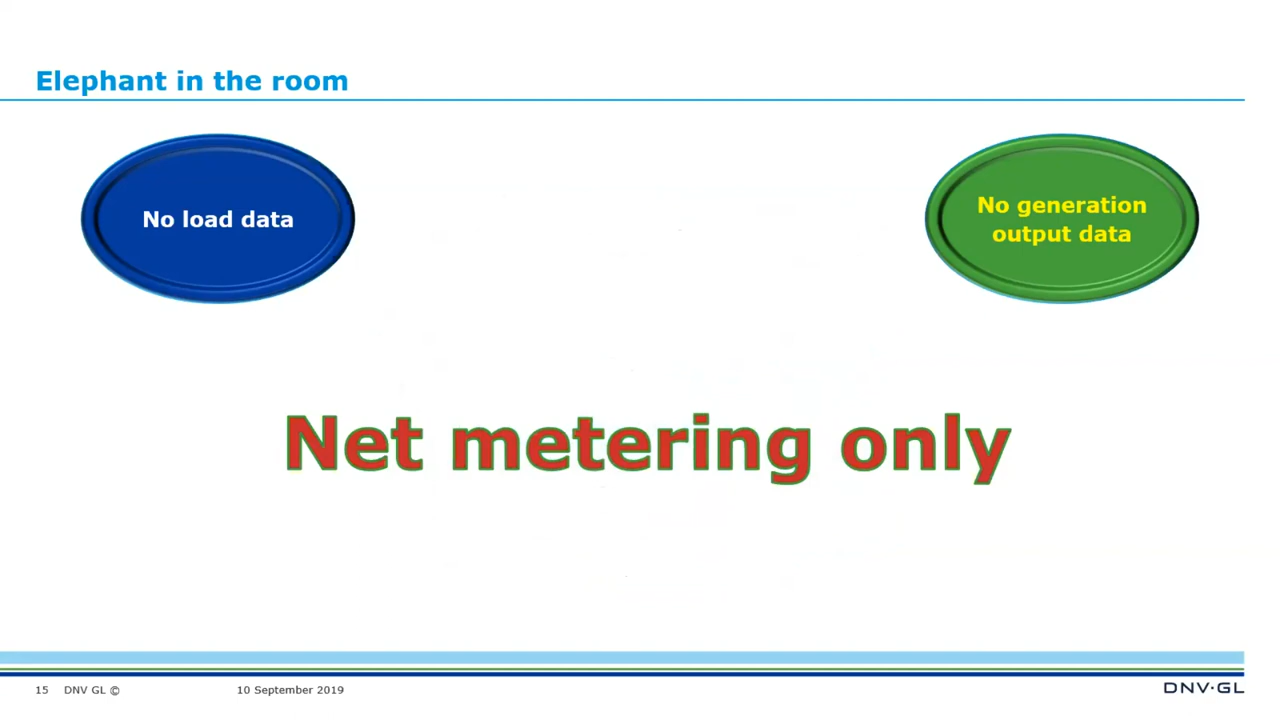 Elephant in the room
No load data
No generation
output data
Net metering only
15 DNV GL © 10 September 2019
DNV·GL